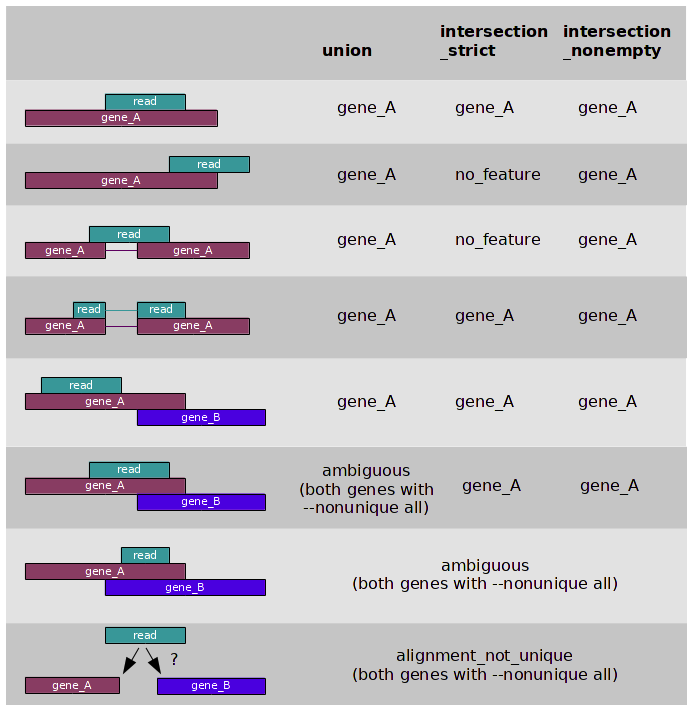 union intersection_strict intersection_nonempty
read
gene_A
gene_A gene_A gene_A
read
gene_A
gene_A no_feature gene_A
read
gene_A gene_A
gene_A no_feature gene_A
read read
gene_A gene_A
gene_A gene_A gene_A
read
gene_A
gene_B
gene_A gene_A gene_A
read
gene_A
gene_B
ambiguous
(both genes with
--nonunique all)
gene_A gene_A
read
gene_A
gene_B
ambiguous
(both genes with --nonunique all)
read
?
gene_A gene_B
alignment_not_unique
(both genes with --nonunique all)